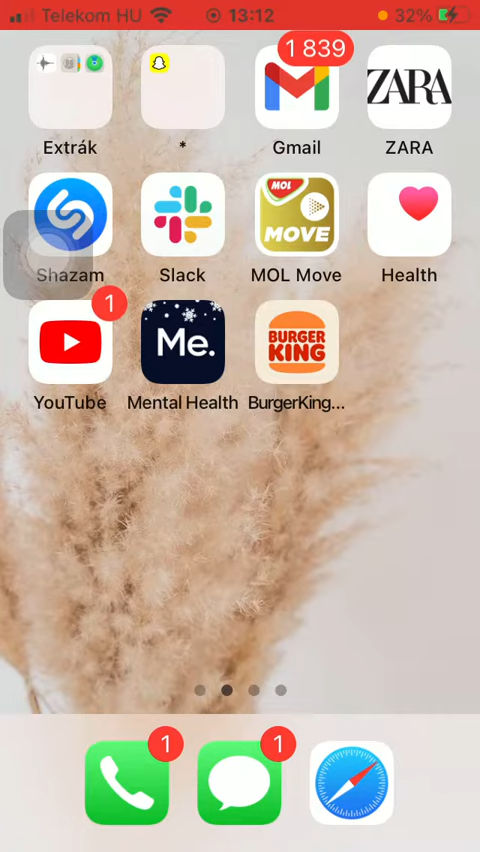 Telekom HU 13:12 32%
1 839
ZARA
Extrák * Gmail ZARA
MOL
MOVE
Shazam Slack MOL Move Health
1
Me. BURGER
KING
YouTube Mental Health BurgerKing...
1 1